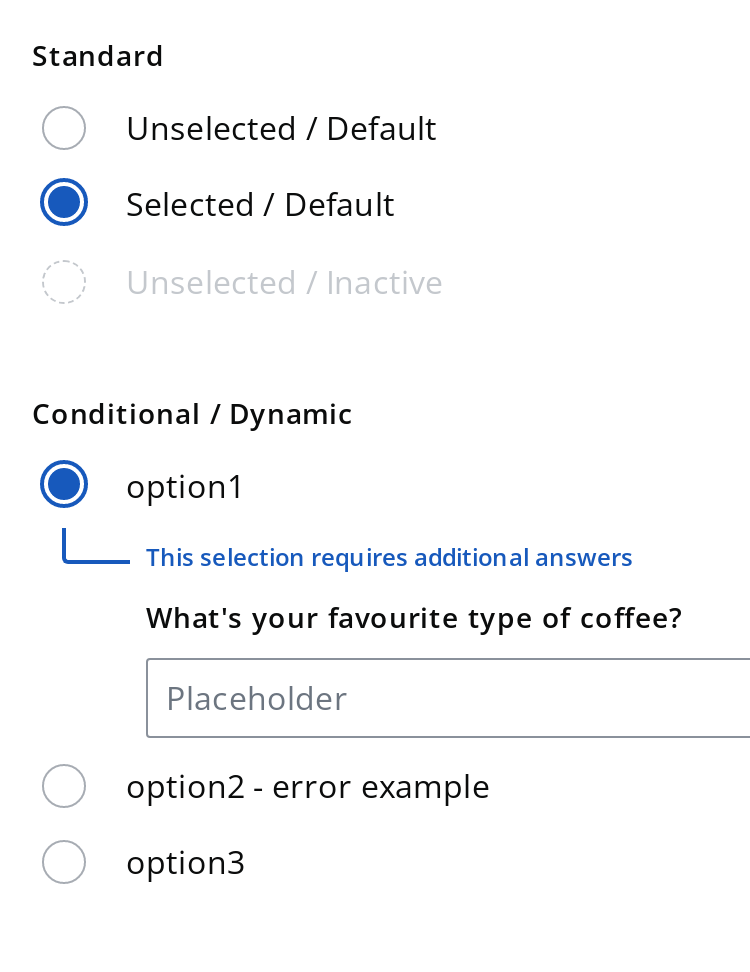 Standard
Unselected / Default
Selected / Default
Unselected / Inactive
Conditional / Dynamic
option1
This selection requires additional answers
What's your favourite type of coffee?
Placeholder
option2 - error example
option3